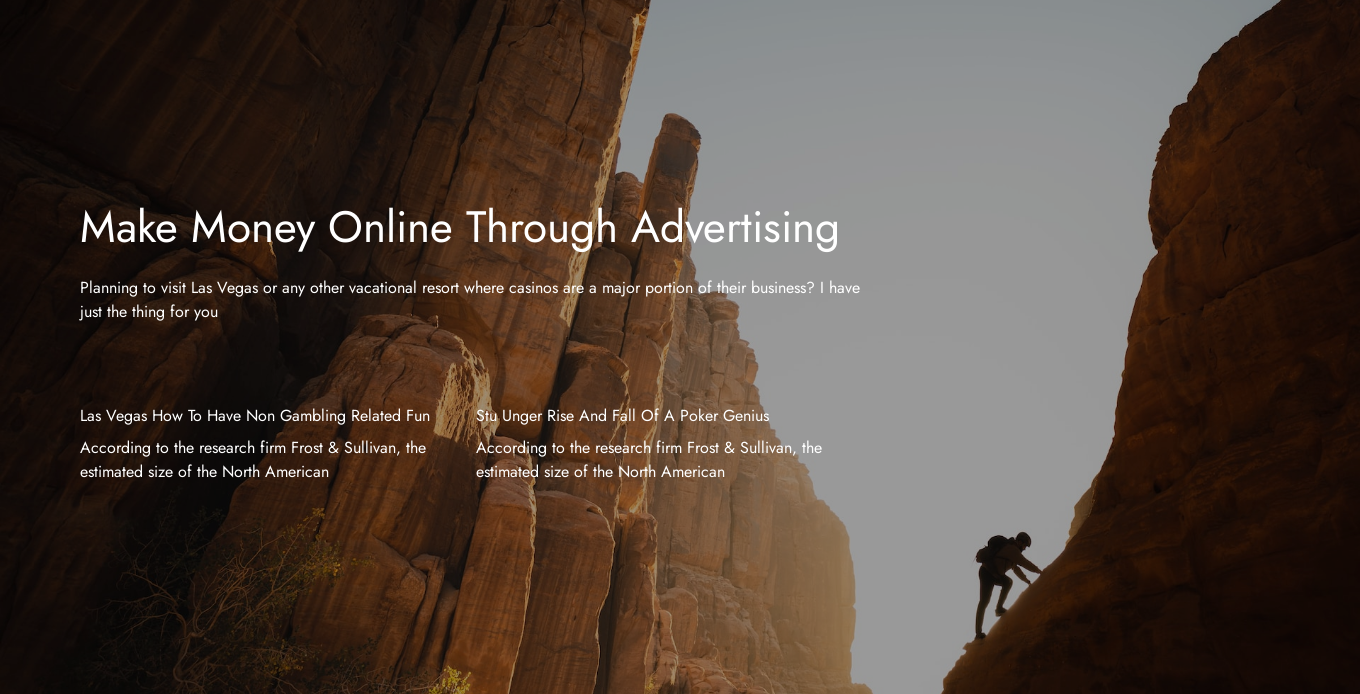 Make Money Online Through Advertising
Planning to visit Las Vegas or any other vacational resort where casinos are a major portion of their business? I have
just the thing for you
Las Vegas How To Have Non Gambling Related Fun
According to the research firm Frost & Sullivan, the
estimated size of the North American
Stu Unger Rise And Fall Of A Poker Genius
According to the research firm Frost & Sullivan, the
estimated size of the North American